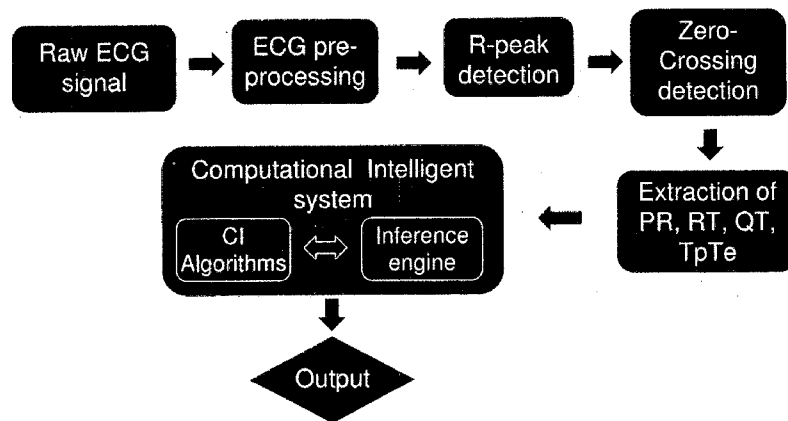 Raw ECG
signal
ECG pre-
processing
R-peak
detection
Zero-
Crossing
detection
Extraction of
PR, RT, QT,
TpTe
Computational Intelligent
system
CI
Algorithms
Inference
engine
Output